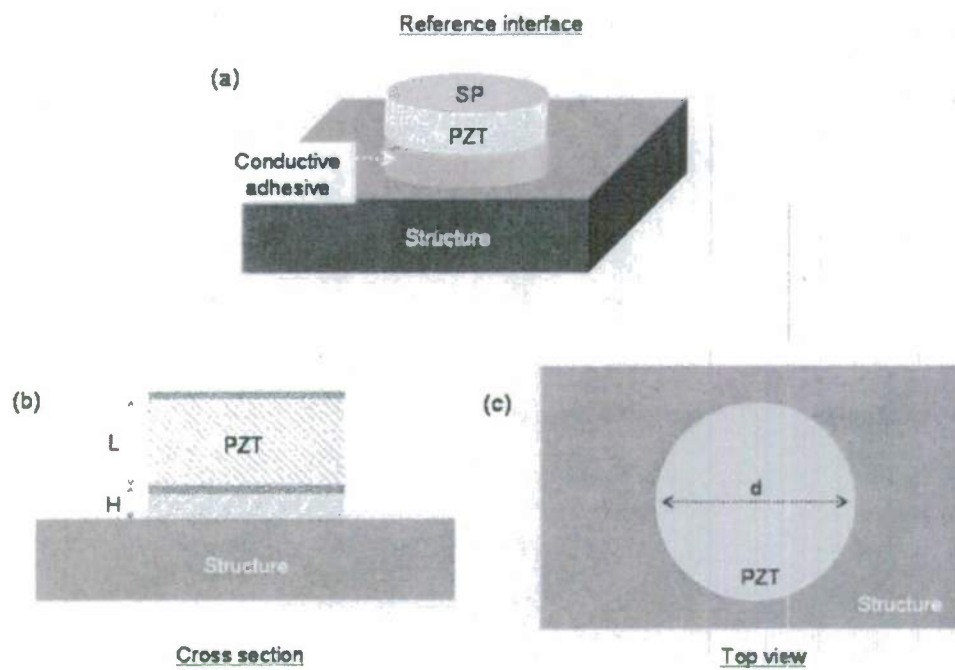 Reference interface
(a)
SP
PZT
Conductive
adhesive
Structure
(b)
L
PZT
H
Structure
Cross section
(c)
d
PZT
Structure
Top view